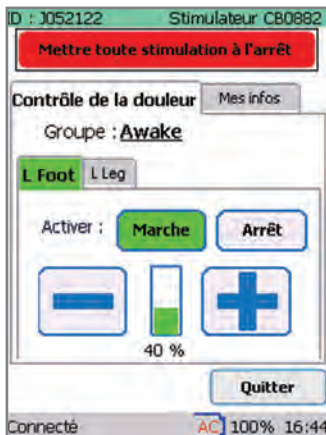 ID : J052122 Stimulateur CB0882
Mettre toute stimulation à l'arrêt
Contrôle de la douleur Mes infos
Groupe : Awake
L Foot L Leg
Activer : Marche Arrêt
40 %
Quitter
Connecté AC 100% 16:44